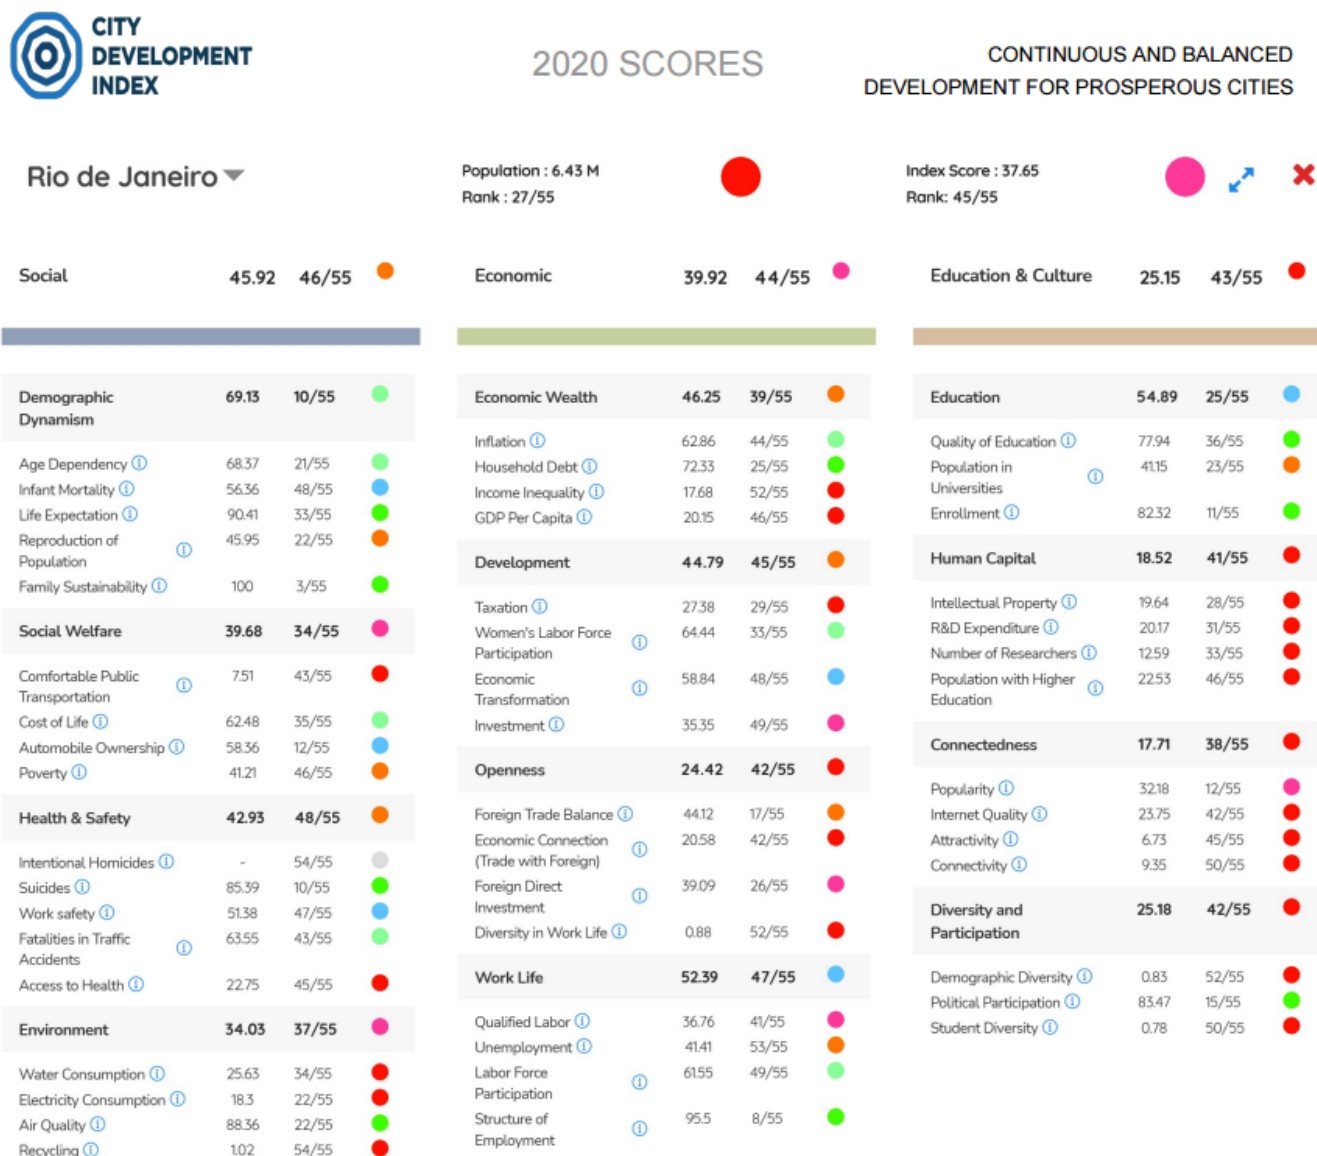 CITY
DEVELOPMENT
INDEX
2020 SCORES
CONTINUOUS AND BALANCED
DEVELOPMENT FOR PROSPEROUS CITIES
Rio de Janeiro
Population : 6.43 M
Rank : 27/55
Index Score : 37.65
Rank: 45/55
Social 45.92 46/55
Demographic 69.13 10/55
Dynamism
Age Dependency 68.37 21/55
Infant Mortality 56.36 48/55
Life Expectation 90.41 33/55
Reproduction of 45.95 22/55
Population
Family Sustainability 100 3/55
Social Welfare 39.68 34/55
Comfortable Public 7.51 43/55
Transportation
Cost of Life 62.48 35/55
Automobile Ownership 58.36 12/55
Poverty 41.21 46/55
Health & Safety 42.93 48/55
Intentional Homicides - 54/55
Suicides 85.39 10/55
Work safety 51.38 47/55
Fatalities in Traffic 63.55 43/55
Accidents
Access to Health 22.75 45/55
Environment 34.03 37/55
Water Consumption 25.63 34/55
Electricity Consumption 18.3 22/55
Air Quality 88.36 22/55
Recycling 1.02 54/55
Economic 39.92 44/55
Economic Wealth 46.25 39/55
Inflation 62.86 44/55
Household Debt 72.33 25/55
Income Inequality 17.68 52/55
GDP Per Capita 20.15 46/55
Development 44.79 45/55
Taxation 27.38 29/55
Women's Labor Force 64.44 33/55
Participation
Economic 58.84 48/55
Transformation
Investment 35.35 49/55
Openness 24.42 42/55
Foreign Trade Balance 44.12 17/55
Economic Connection 20.58 42/55
(Trade with Foreign)
Foreign Direct 39.09 26/55
Investment
Diversity in Work Life 0.88 52/55
Work Life 52.39 47/55
Qualified Labor 36.76 41/55
Unemployment 41.41 53/55
Labor Force 61.55 49/55
Participation
Structure of 95.5 8/55
Employment
Education & Culture 25.15 43/55
Education 54.89 25/55
Quality of Education 77.94 36/55
Population in 41.15 23/55
Universities
Enrollment 82.32 11/55
Human Capital 18.52 41/55
Intellectual Property 19.64 28/55
R&D Expenditure 20.17 31/55
Number of Researchers 12.59 33/55
Population with Higher 22.53 46/55
Education
Connectedness 17.71 38/55
Popularity 32.18 12/55
Internet Quality 23.75 42/55
Attractivity 6.73 45/55
Connectivity 9.35 50/55
Diversity and 25.18 42/55
Participation
Demographic Diversity 0.83 52/55
Political Participation 83.47 15/55
Student Diversity 0.78 50/55